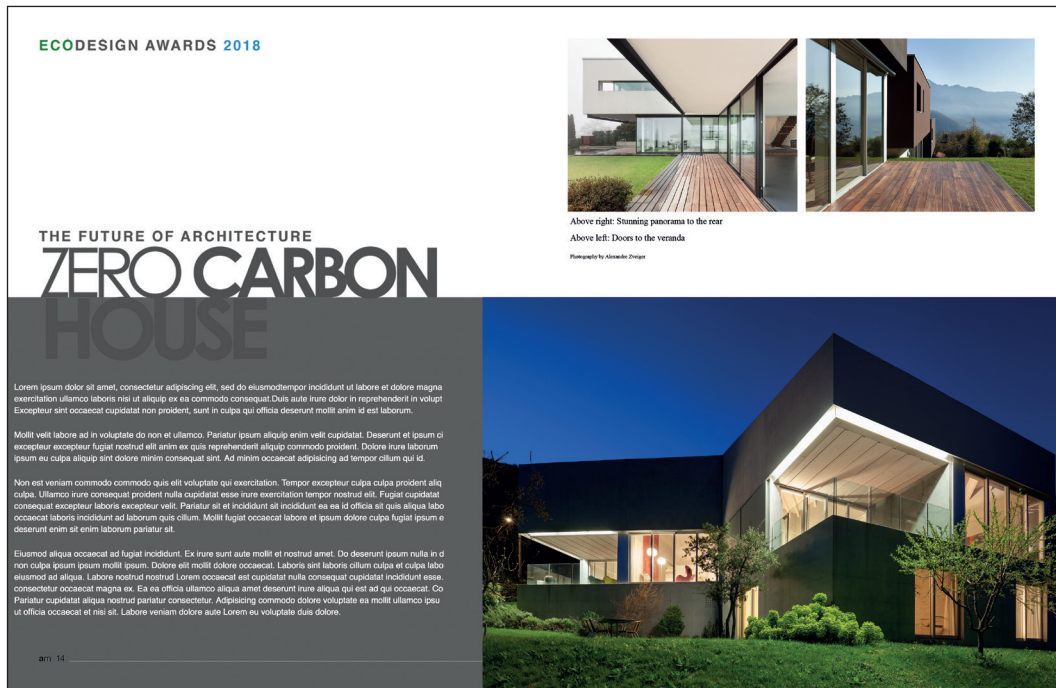 ECODESIGN AWARDS 2018
Above right: Stunning panorama to the rear
Above left: Doors to the veranda
Photography by Alexandre Zveiger
THE FUTURE OF ARCHITECTURE
ZERO CARBON
HOUSE
Lorem ipsum dolor sit amet, consectetur adipiscing elit, sed do eiusmodtempor incididunt ut labore et dolore magna
exercitation ullamco laboris nisi ut aliquip ex ea commodo consequat.Duis aute irure dolor in reprehenderit in volupt
Excepteur sint occaecat cupidatat non proident, sunt in culpa qui officia deserunt mollit anim id est laborum.
Mollit velit labore ad in voluptate do non et ullamco. Pariatur ipsum aliquip enim velit cupidatat. Deserunt et ipsum ci
excepteur excepteur fugiat nostrud elit anim ex quis reprehenderit aliquip commodo proident. Dolore irure laborum
ipsum eu culpa aliquip sint dolore minim consequat sint. Ad minim occaecat adipisicing ad tempor cillum qui id.
Non est veniam commodo commodo quis elit voluptate qui exercitation. Tempor excepteur culpa culpa proident aliq
culpa. Ullamco irure consequat proident nulla cupidatat esse irure exercitation tempor nostrud elit. Fugiat cupidatat
consequat excepteur laboris excepteur velit. Pariatur sit et incididunt sit incididunt ea ea id officia sit quis aliqua labo
occaecat laboris incididunt ad laborum quis cillum. Mollit fugiat occaecat labore et ipsum dolore culpa fugiat ipsum e
deserunt enim sit enim laborum pariatur sit.
Eiusmod aliqua occaecat ad fugiat incididunt. Ex irure sunt aute mollit et nostrud amet. Do deserunt ipsum nulla in d
non culpa ipsum ipsum mollit ipsum. Dolore elit mollit dolore occaecat. Laboris sint laboris cillum culpa et culpa labo
eiusmod ad aliqua. Labore nostrud nostrud Lorem occaecat est cupidatat nulla consequat cupidatat incididunt esse.
consectetur occaecat magna ex. Ea ea officia ullamco aliqua amet deserunt irure aliqua qui est ad qui occaecat. Co
Pariatur cupidatat aliqua nostrud pariatur consectetur. Adipisicing commodo dolore voluptate ea mollit ullamco ipsu
ut officia occaecat et nisi sit. Labore veniam dolore aute Lorem eu voluptate duis dolore.
am 14